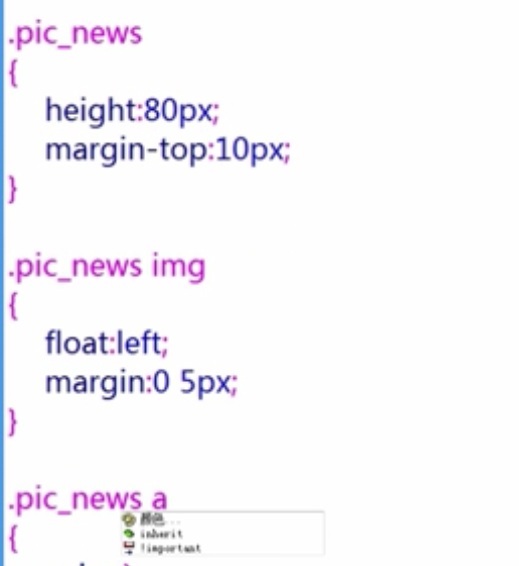 .pic_news
{
height:80px;
margin-top:10px;
}
.pic_news img
{
float:left;
margin:0 5px;
}
.pic_news a
颜色...
{
inherit
!important